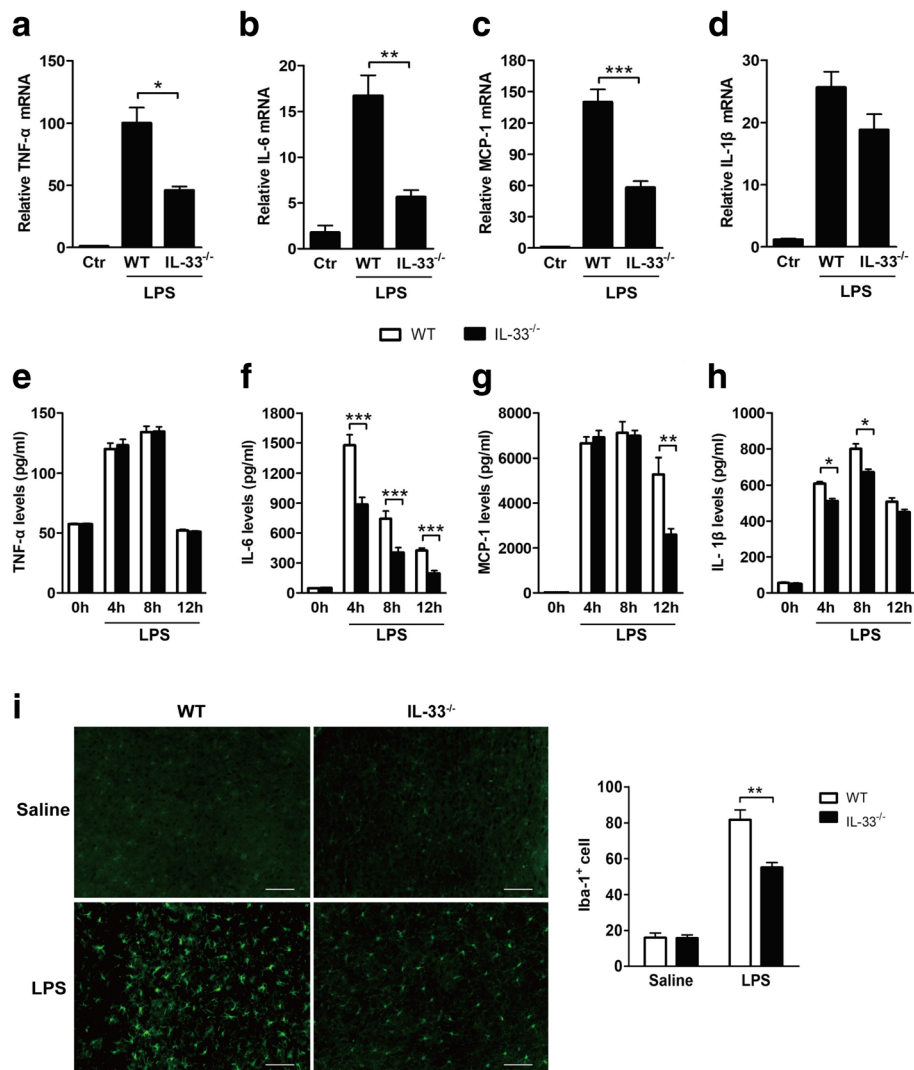 a
Relative TNF-α mRNA
150
100
50
0
*
Ctr WT IL-33-/-
LPS
b
Relative IL-6 mRNA
20
15
10
5
0
**
Ctr WT IL-33-/-
LPS
c
Relative MCP-1 mRNA
180
150
120
90
60
30
0
***
Ctr WT IL-33-/-
LPS
d
Relative IL-1β mRNA
30
20
10
0
Ctr WT IL-33-/-
LPS
WT IL-33-/-
e
TNF-α levels (pg/ml)
150
100
50
0
0h 4h 8h 12h
LPS
f
IL-6 levels (pg/ml)
1800
1500
1200
900
600
300
0
***
***
***
0h 4h 8h 12h
LPS
g
MCP-1 levels (pg/ml)
8000
6000
4000
2000
0
**
0h 4h 8h 12h
LPS
h
IL- 1β levels (pg/ml)
1000
800
600
400
200
0
*
*
0h 4h 8h 12h
LPS
i
WT IL-33-/-
Saline
LPS
Iba-1+ cell
100
80
60
40
20
0
**
Saline LPS
WT
IL-33-/-